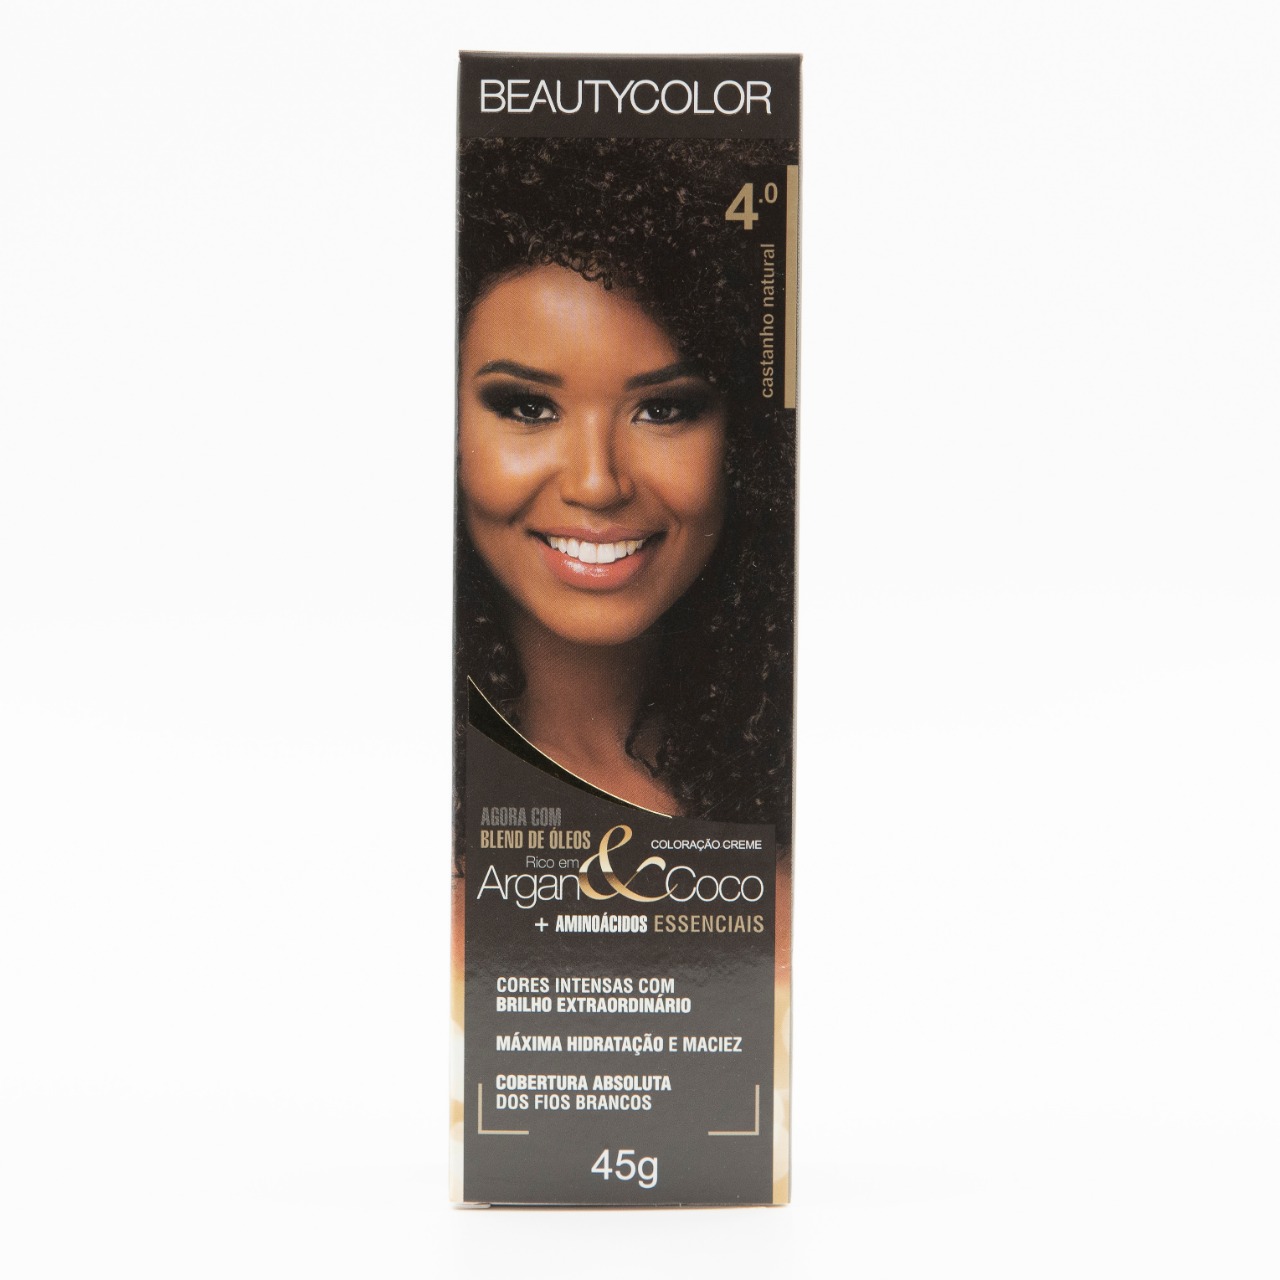 BEAUTYCOLOR
4.0
castanho natural
AGORA COM
BLEND DE ÓLEOS
COLORAÇÃO CREME
Rico em
Argan & Coco
+ AMINOÁCIDOS ESSENCIAIS
CORES INTENSAS COM
BRILHO EXTRAORDINÁRIO
MÁXIMA HIDRATAÇÃO E MACIEZ
COBERTURA ABSOLUTA
DOS FIOS BRANCOS
45g